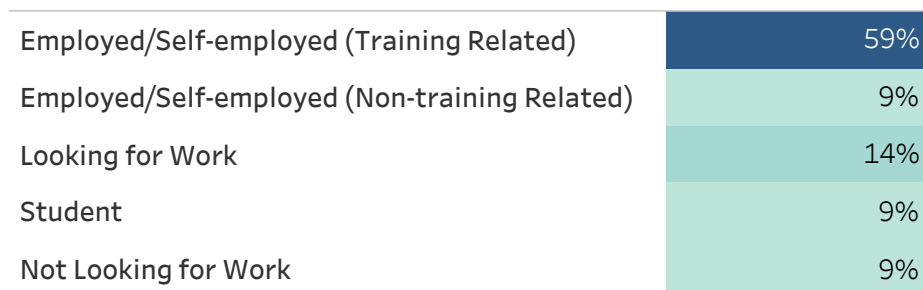 Employed/Self-employed (Training Related) 59%
Employed/Self-employed (Non-training Related) 9%
Looking for Work 14%
Student 9%
Not Looking for Work 9%